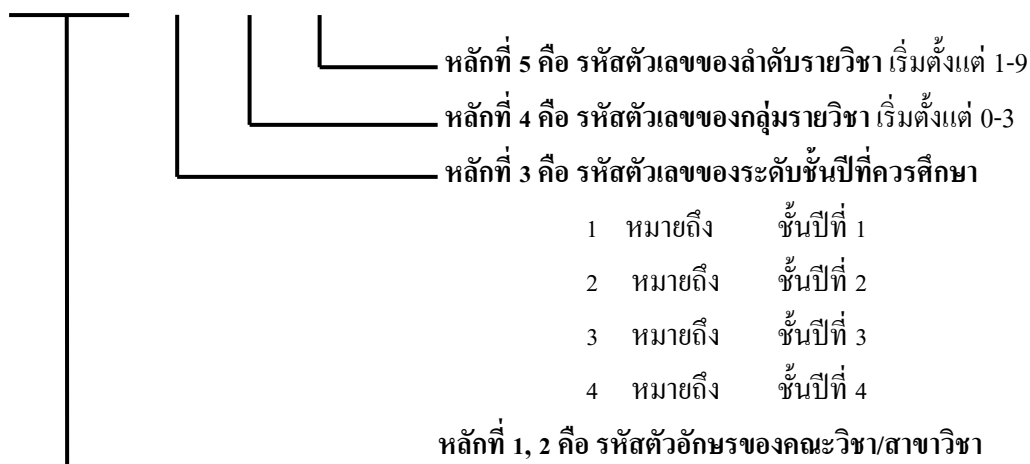 หลักที่ 5 คือ รหัสตัวเลขของลำดับรายวิชา เริ่มตั้งแต่ 1-9
หลักที่ 4 คือ รหัสตัวเลขของกลุ่มรายวิชา เริ่มตั้งแต่ 0-3
หลักที่ 3 คือ รหัสตัวเลขของระดับชั้นปีที่ควรศึกษา
1 หมายถึง ชั้นปีที่ 1
2 หมายถึง ชั้นปีที่ 2
3 หมายถึง ชั้นปีที่ 3
4 หมายถึง ชั้นปีที่ 4
หลักที่ 1, 2 คือ รหัสตัวอักษรของคณะวิชา/สาขาวิชา